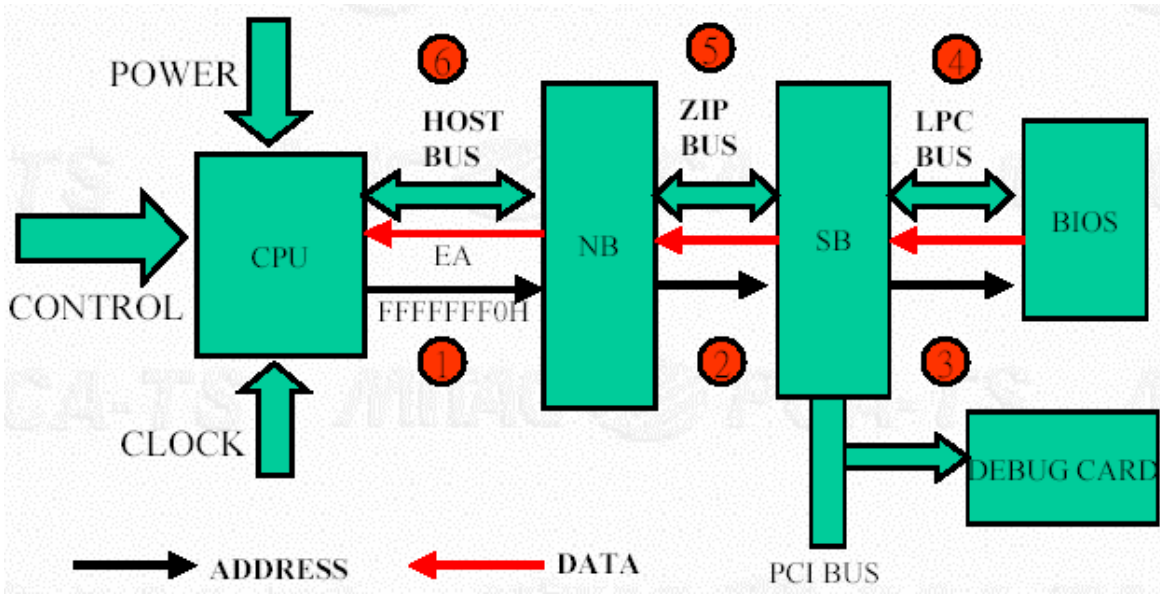 POWER
6
5
4
HOST
BUS
ZIP
BUS
LPC
BUS
CPU
NB
SB
BIOS
EA
CONTROL
FFFFFFF0H
1
2
3
CLOCK
DEBUG CARD
ADDRESS
DATA
PCI BUS